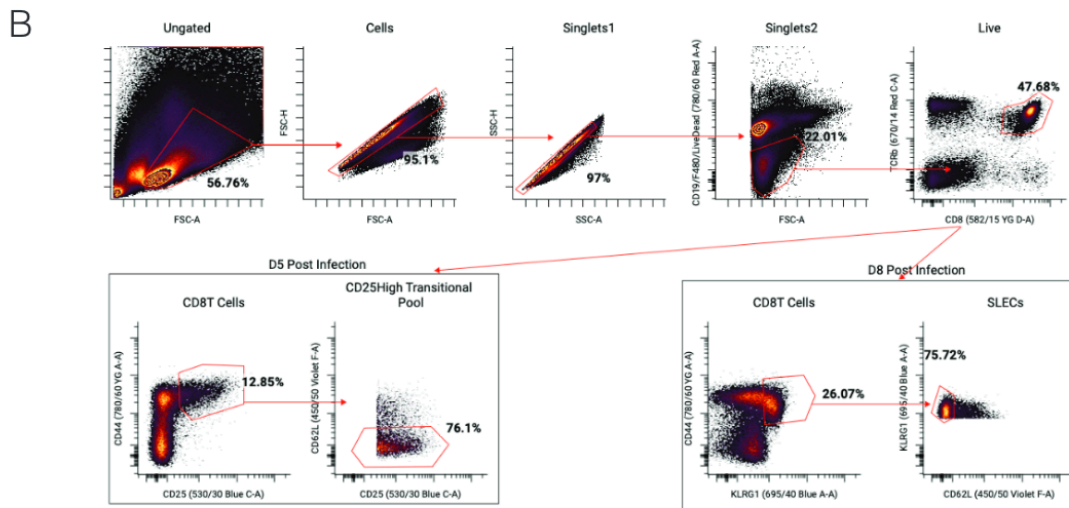 B
Ungated
56.76%
FSC-A
Cells
FSC-H
95.1%
FSC-A
Singlets1
SSC-H
97%
SSC-A
Singlets2
CD19/F480/LiveDead (780/60 Red A-A)
22.01%
FSC-A
Live
TCRb (670/14 Red C-A)
47.68%
CD8 (582/15 YG D-A)
D5 Post Infection
CD8T Cells
CD44 (780/60 YG A-A)
12.85%
CD25 (530/30 Blue C-A)
CD25High Transitional
Pool
CD62L (450/50 Violet F-A)
76.1%
CD25 (530/30 Blue C-A)
D8 Post Infection
CD8T Cells
CD44 (780/60 YG A-A)
26.07%
KLRG1 (695/40 Blue A-A)
SLECs
KLRG1 (695/40 Blue A-A)
75.72%
CD62L (450/50 Violet F-A)